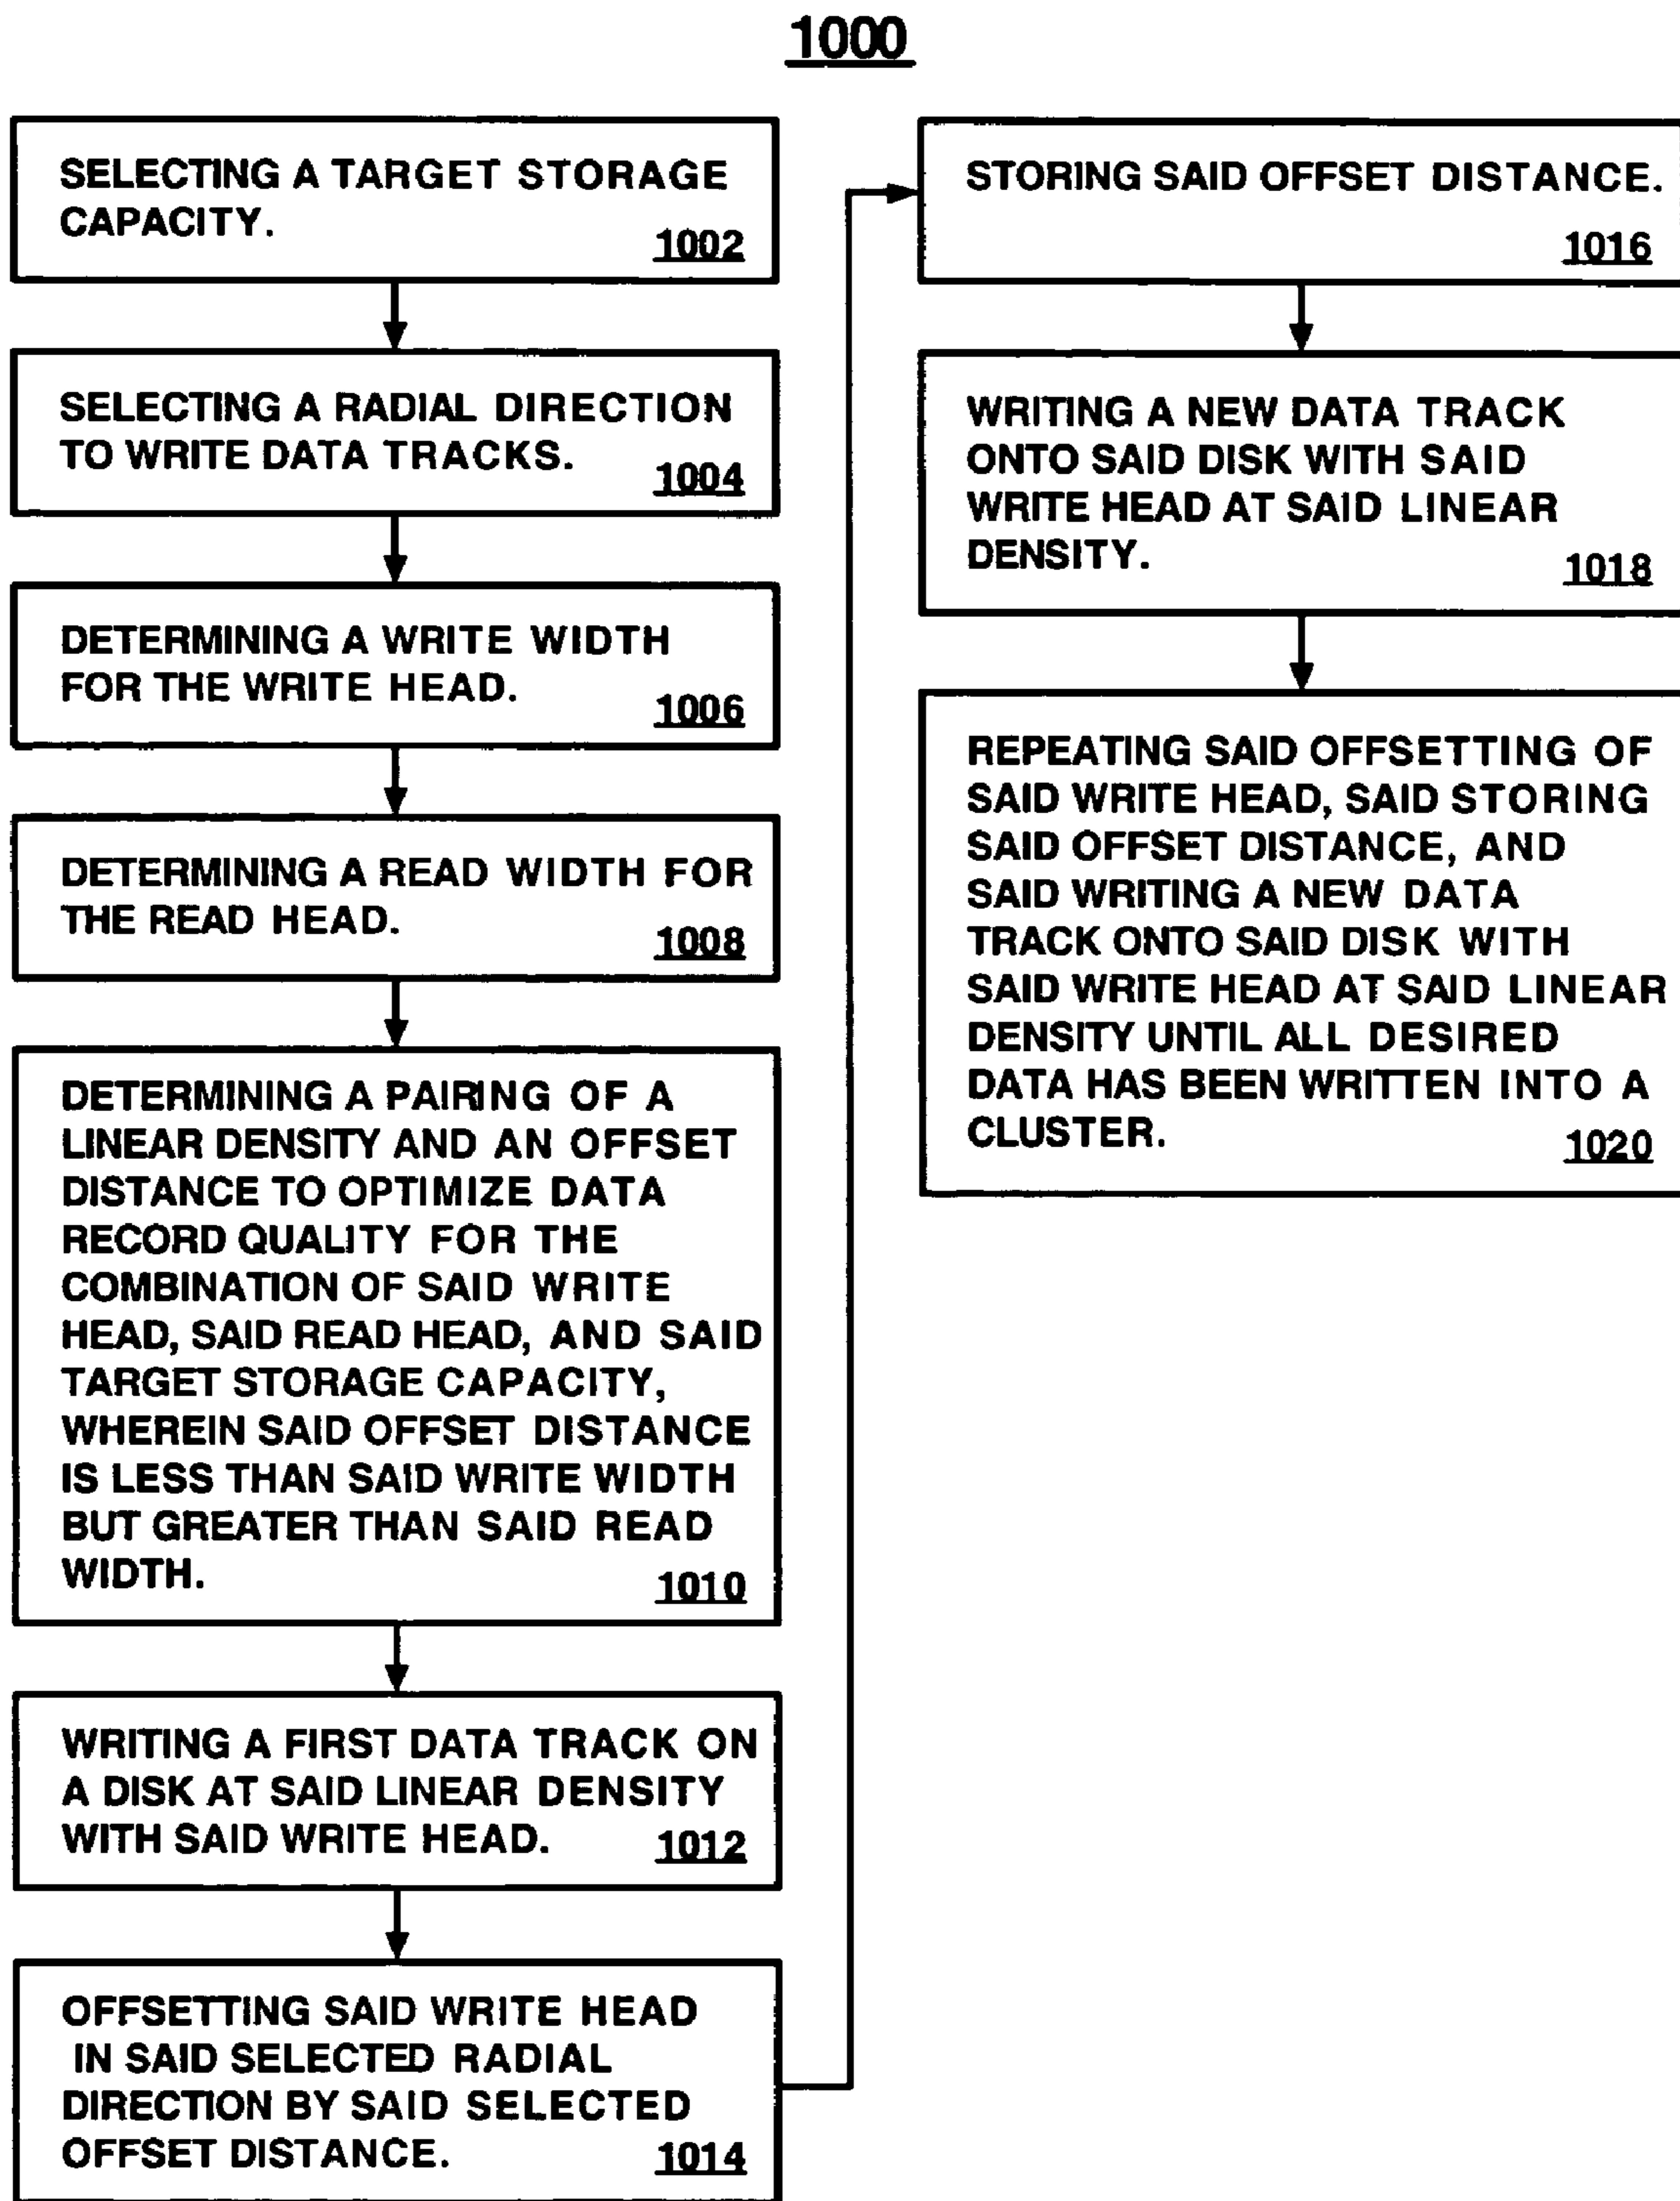 1000
SELECTING A TARGET STORAGE
CAPACITY.
1002
SELECTING A RADIAL DIRECTION
TO WRITE DATA TRACKS.
1004
DETERMINING A WRITE WIDTH
FOR THE WRITE HEAD.
1006
DETERMINING A READ WIDTH FOR
THE READ HEAD.
1008
DETERMINING A PAIRING OF A
LINEAR DENSITY AND AN OFFSET
DISTANCE TO OPTIMIZE DATA
RECORD QUALITY FOR THE
COMBINATION OF SAID WRITE
HEAD, SAID READ HEAD, AND SAID
TARGET STORAGE CAPACITY,
WHEREIN SAID OFFSET DISTANCE
IS LESS THAN SAID WRITE WIDTH
BUT GREATER THAN SAID READ
WIDTH.
1010
WRITING A FIRST DATA TRACK ON
A DISK AT SAID LINEAR DENSITY
WITH SAID WRITE HEAD.
1012
OFFSETTING SAID WRITE HEAD
IN SAID SELECTED RADIAL
DIRECTION BY SAID SELECTED
OFFSET DISTANCE.
1014
STORING SAID OFFSET DISTANCE.
1016
WRITING A NEW DATA TRACK
ONTO SAID DISK WITH SAID
WRITE HEAD AT SAID LINEAR
DENSITY.
1018
REPEATING SAID OFFSETTING OF
SAID WRITE HEAD, SAID STORING
SAID OFFSET DISTANCE, AND
SAID WRITING A NEW DATA
TRACK ONTO SAID DISK WITH
SAID WRITE HEAD AT SAID LINEAR
DENSITY UNTIL ALL DESIRED
DATA HAS BEEN WRITTEN INTO A
CLUSTER.
1020